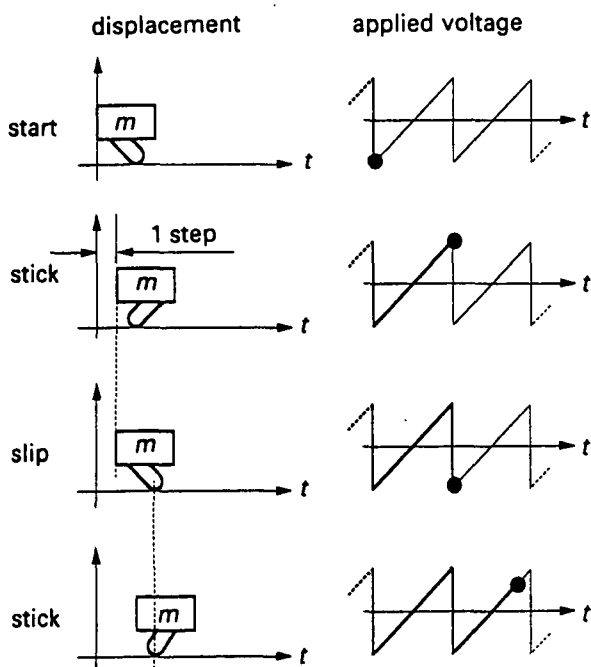 displacement applied voltage
start m t t
1 step
stick m t t
slip m t t
stick m t t